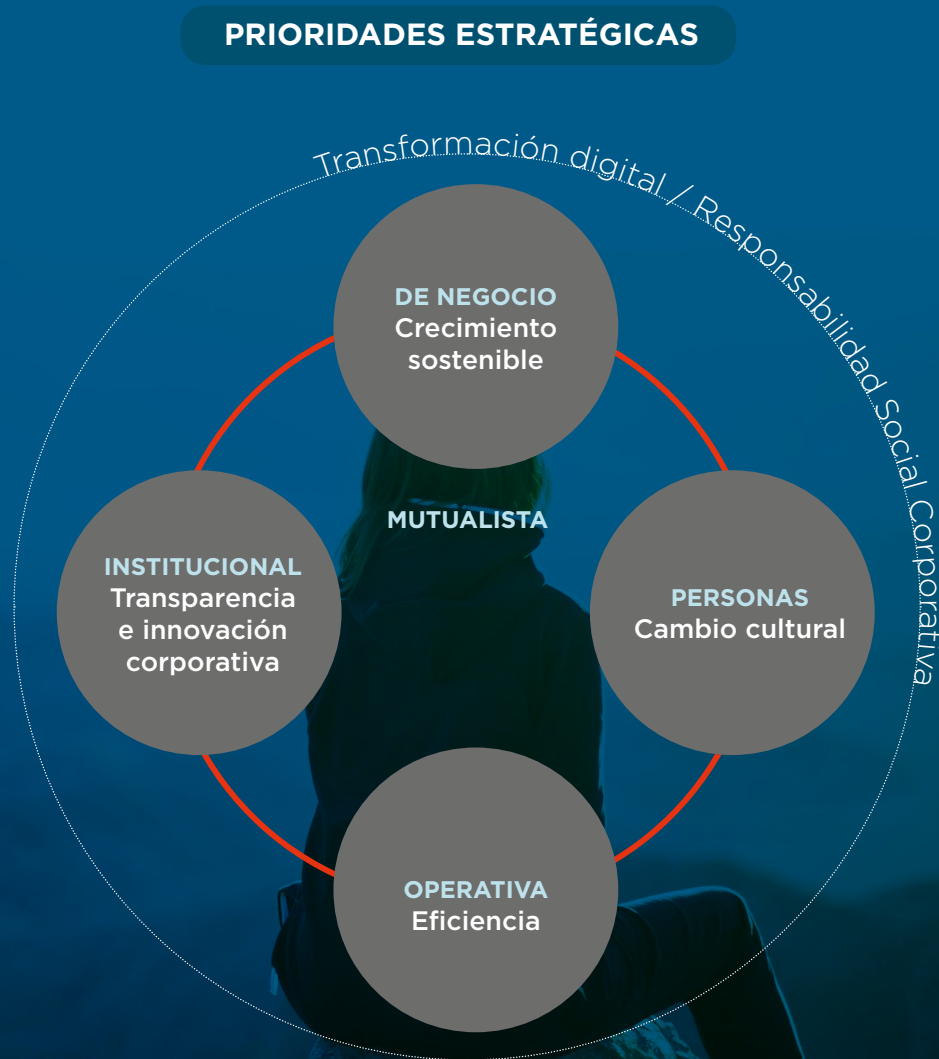 PRIORIDADES ESTRATÉGICAS
Transformación digital / Responsabilidad Social Corporativa
DE NEGOCIO
Crecimiento
sostenible
MUTUALISTA
INSTITUCIONAL
Transparencia
e innovación
corporativa
PERSONAS
Cambio cultural
OPERATIVA
Eficiencia